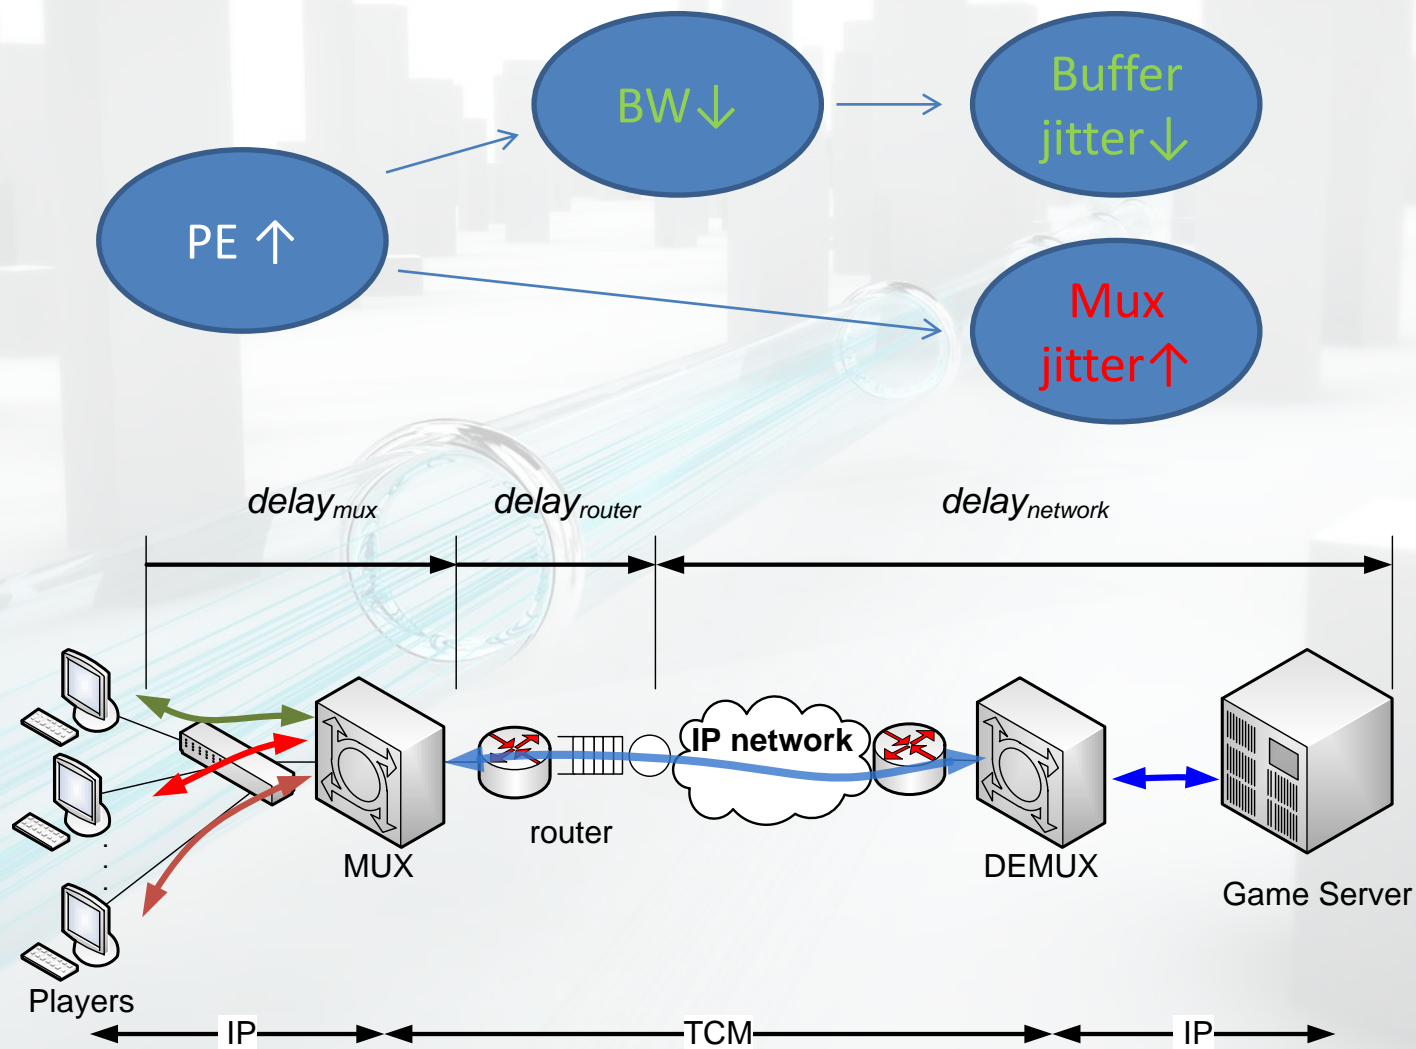 BW↓
Buffer
jitter↓
PE ↑
Mux
jitter↑
delaymux
delayrouter
delaynetwork
IP network
router
MUX
DEMUX
Game Server
Players
IP
TCM
IP